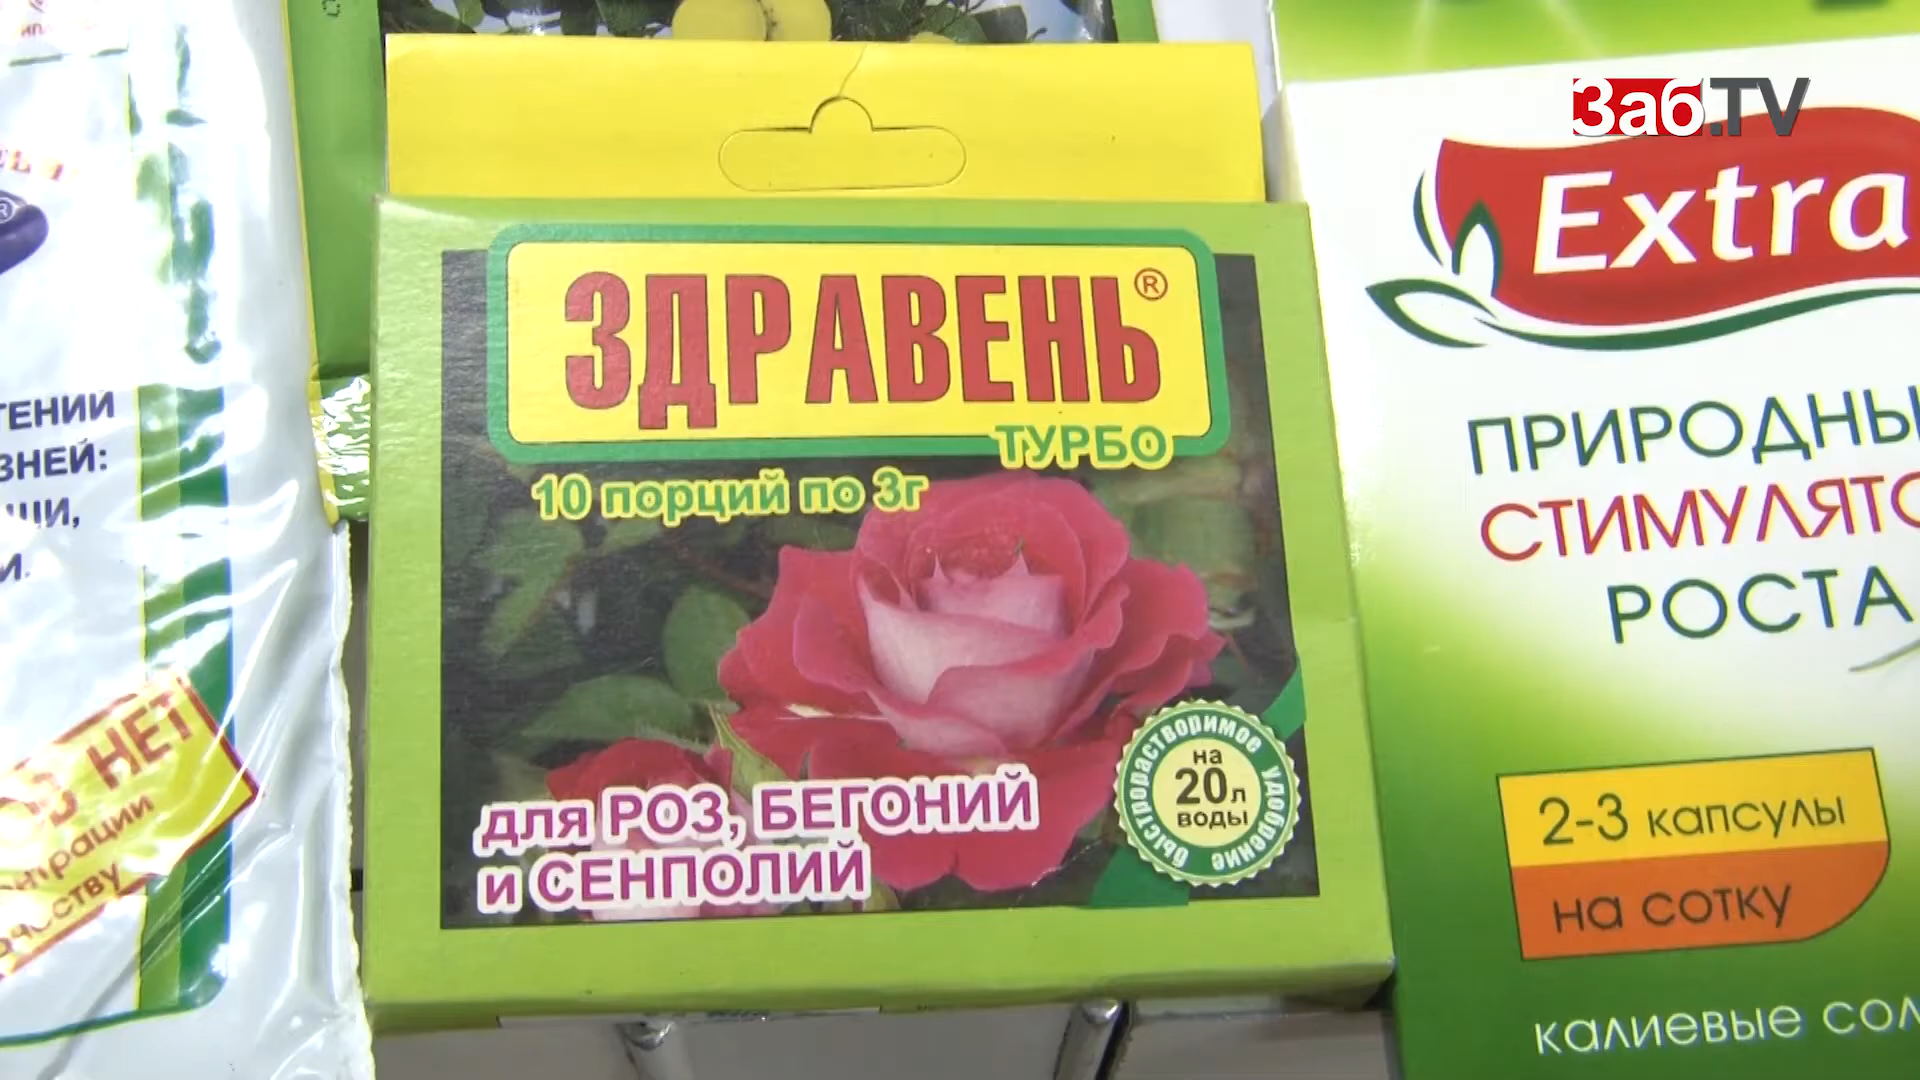 Заб.TV
ЗДРАВЕНЬ®
ТУРБО
10 порций по 3г
для РОЗ, БЕГОНИЙ
и СЕНПОЛИЙ
быстрорастворимое удобрение
на
20 л
воды
Extra
ПРИРОДНЫ
СТИМУЛЯТО
РОСТА
2-3 капсулы
на сотку
калиевые сол
ТЕНИИ
ЗНЕЙ:
НЕТ